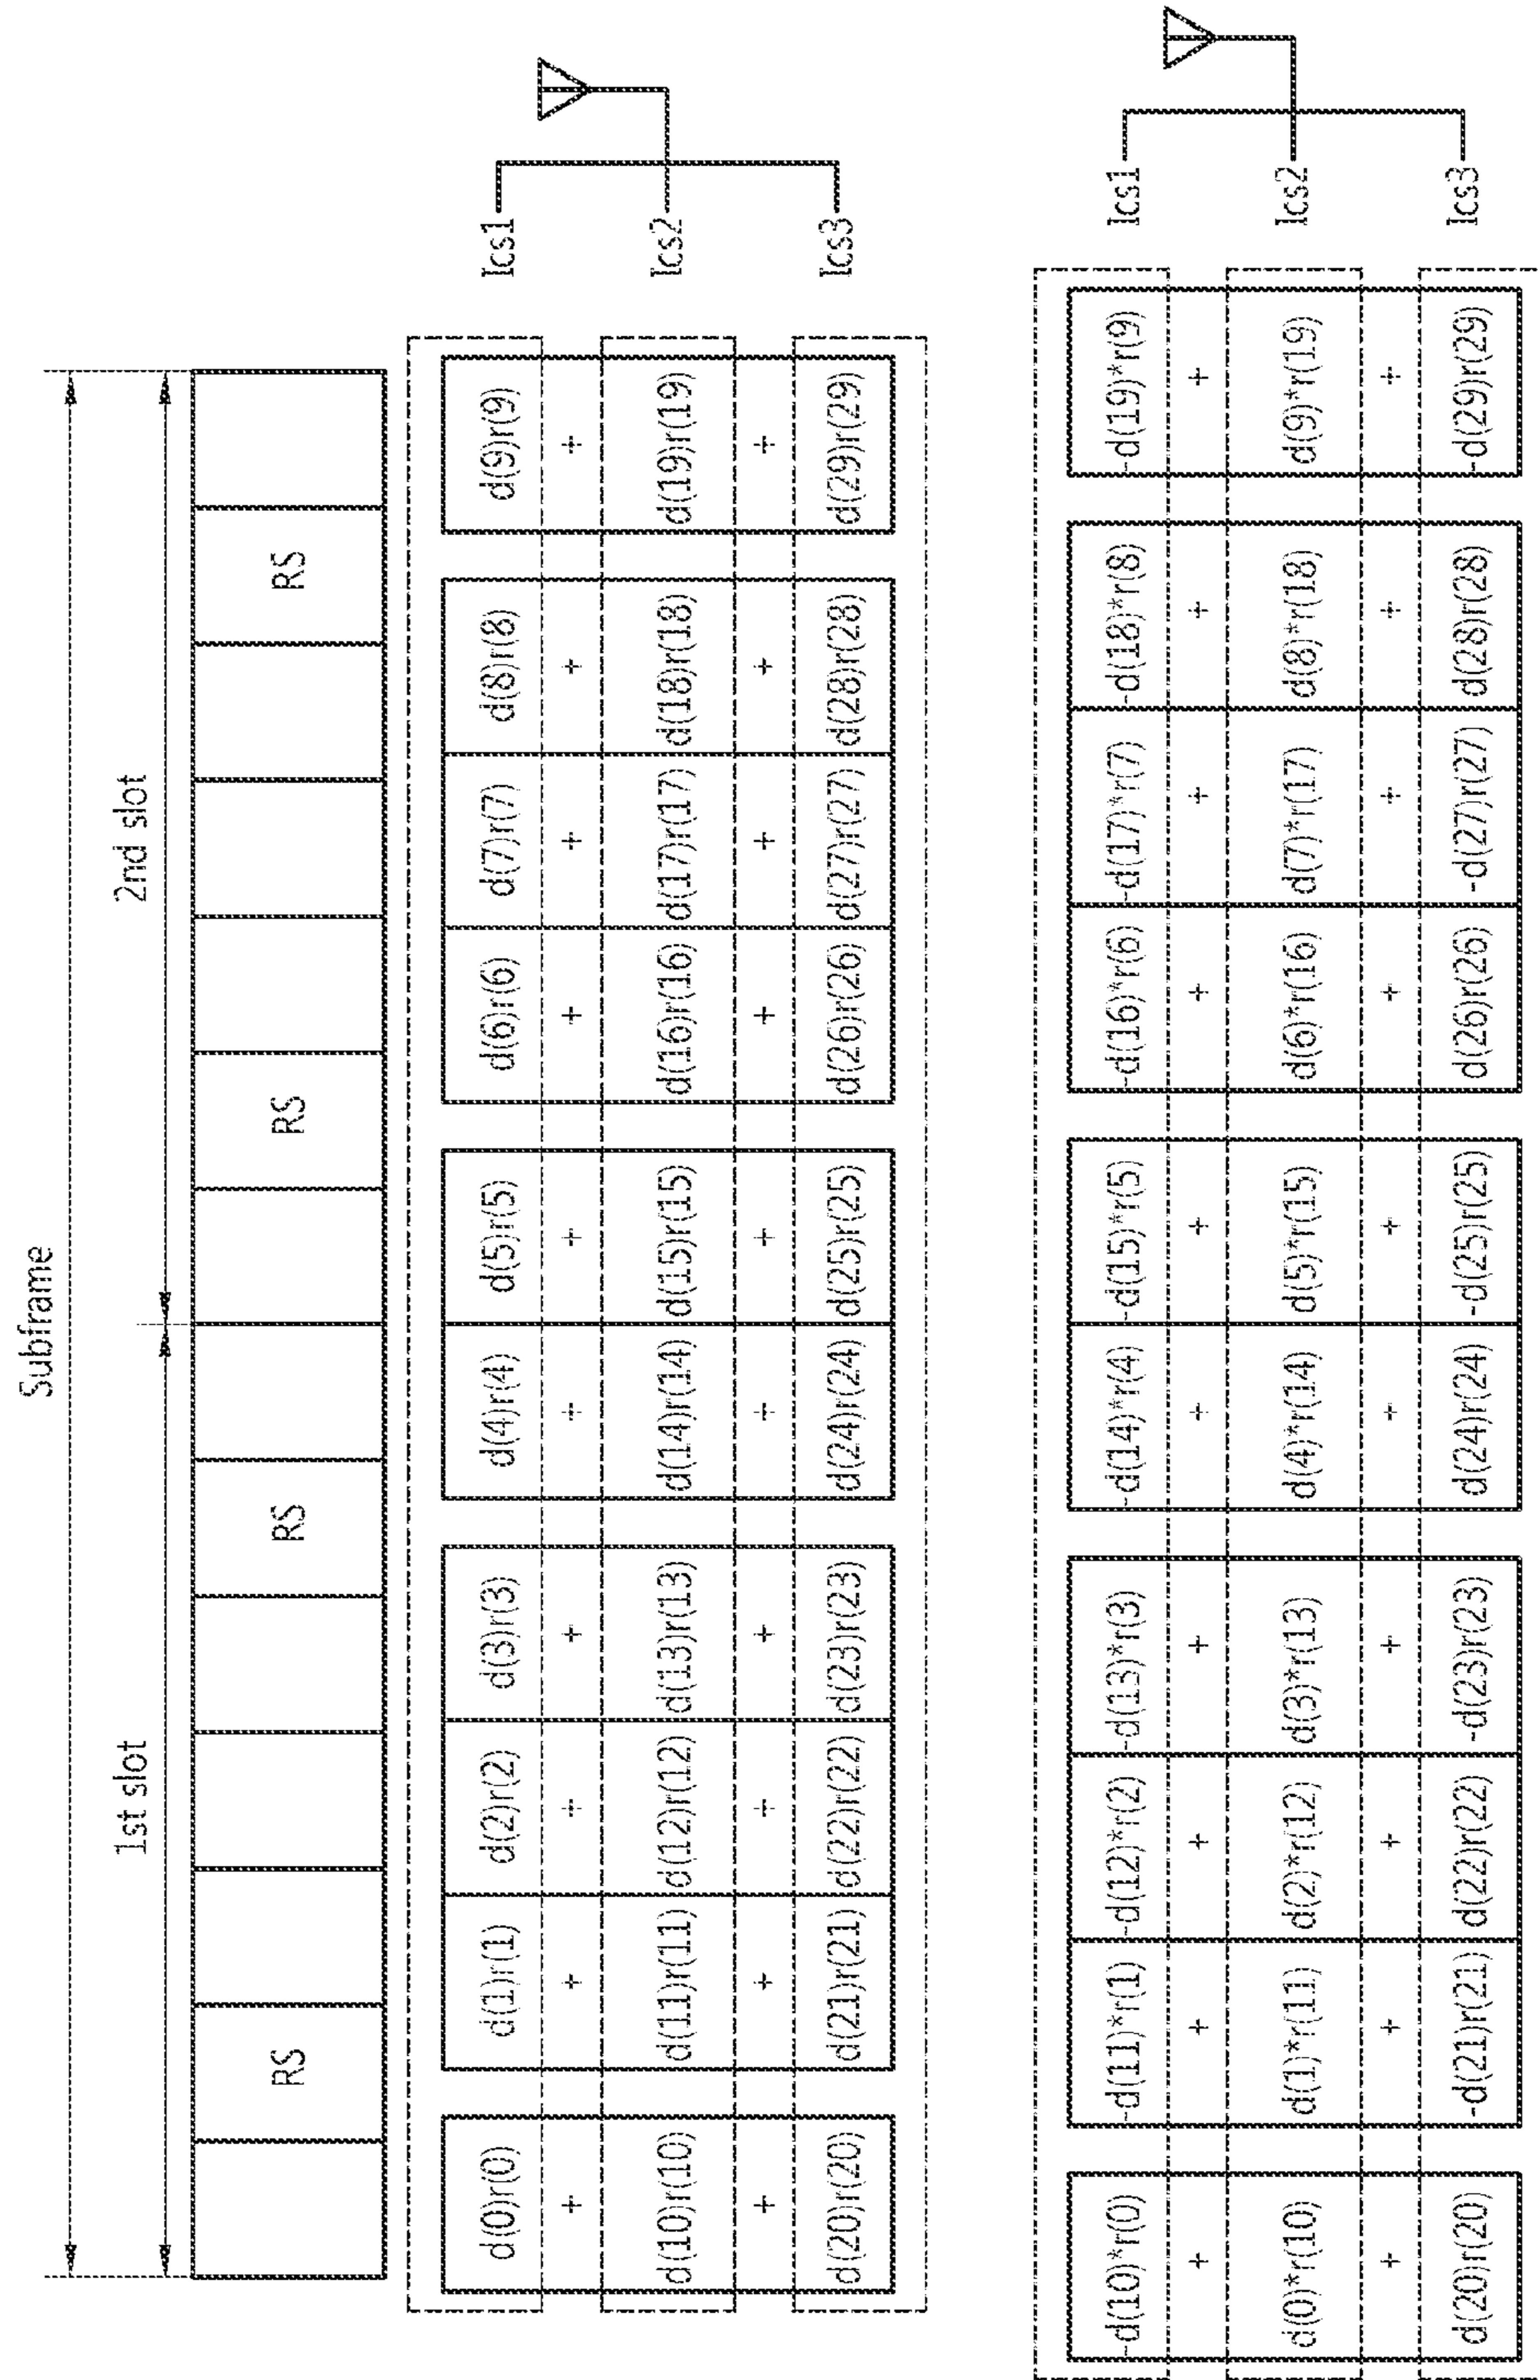 Subframe
1st slot 2nd slot
RS RS RS RS
d(0)r(0) d(1)r(1) d(2)r(2) d(3)r(3) d(4)r(4) d(5)r(5) d(6)r(6) d(7)r(7) d(8)r(8) d(9)r(9) Ics1
+ + + + + + + + + +
d(10)r(10) d(11)r(11) d(12)r(12) d(13)r(13) d(14)r(14) d(15)r(15) d(16)r(16) d(17)r(17) d(18)r(18) d(19)r(19) Ics2
+ + + + + + + + + +
d(20)r(20) d(21)r(21) d(22)r(22) d(23)r(23) d(24)r(24) d(25)r(25) d(26)r(26) d(27)r(27) d(28)r(28) d(29)r(29) Ics3
-d(10)*r(0) -d(11)*r(1) -d(12)*r(2) -d(13)*r(3) -d(14)*r(4) -d(15)*r(5) -d(16)*r(6) -d(17)*r(7) -d(18)*r(8) -d(19)*r(9) Ics1
+ + + + + + + + + +
d(0)*r(10) d(1)*r(11) d(2)*r(12) d(3)*r(13) d(4)*r(14) d(5)*r(15) d(6)*r(16) d(7)*r(17) d(8)*r(18) d(9)*r(19) Ics2
+ + + + + + + + + +
d(20)r(20) -d(21)r(21) d(22)r(22) -d(23)r(23) d(24)r(24) -d(25)r(25) d(26)r(26) -d(27)r(27) d(28)r(28) -d(29)r(29) Ics3